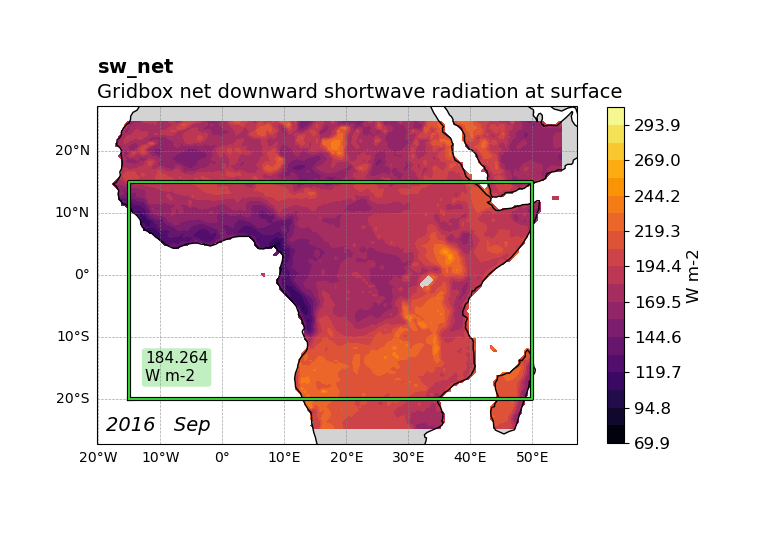 sw_net
Gridbox net downward shortwave radiation at surface
20°N
10°N
0°
10°S
20°S
184.264
W m-2
2016 Sep
20°W 10°W 0° 10°E 20°E 30°E 40°E 50°E
293.9
269.0
244.2
219.3
194.4
169.5
144.6
119.7
94.8
69.9
W m-2